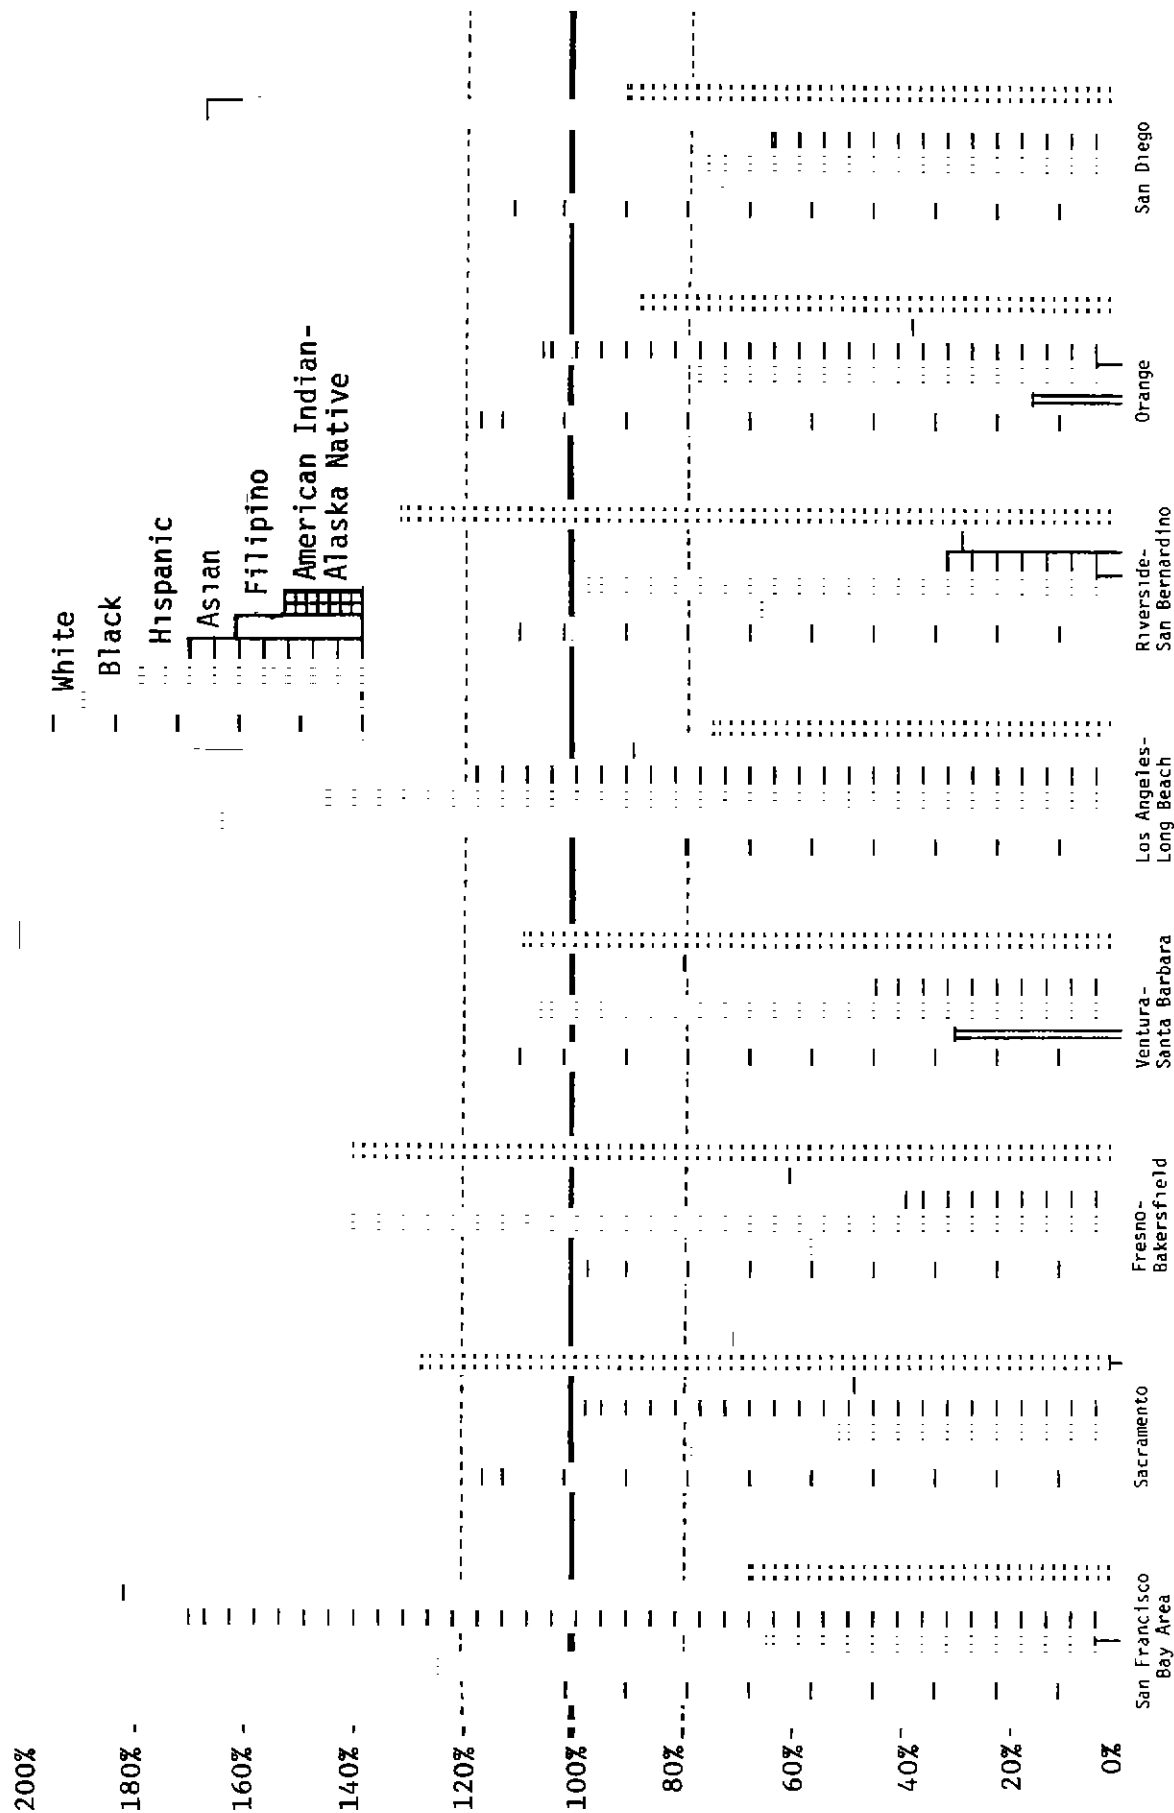 200%
180%
160%
140%
120%
100%
80%
60%
40%
20%
0%
White
Black
Hispanic
Asian
Filipino
American Indian-
Alaska Native
San Francisco
Bay Area
Sacramento
Fresno-
Bakersfield
Ventura-
Santa Barbara
Los Angeles-
Long Beach
Riverside-
San Bernardino
Orange
San Diego